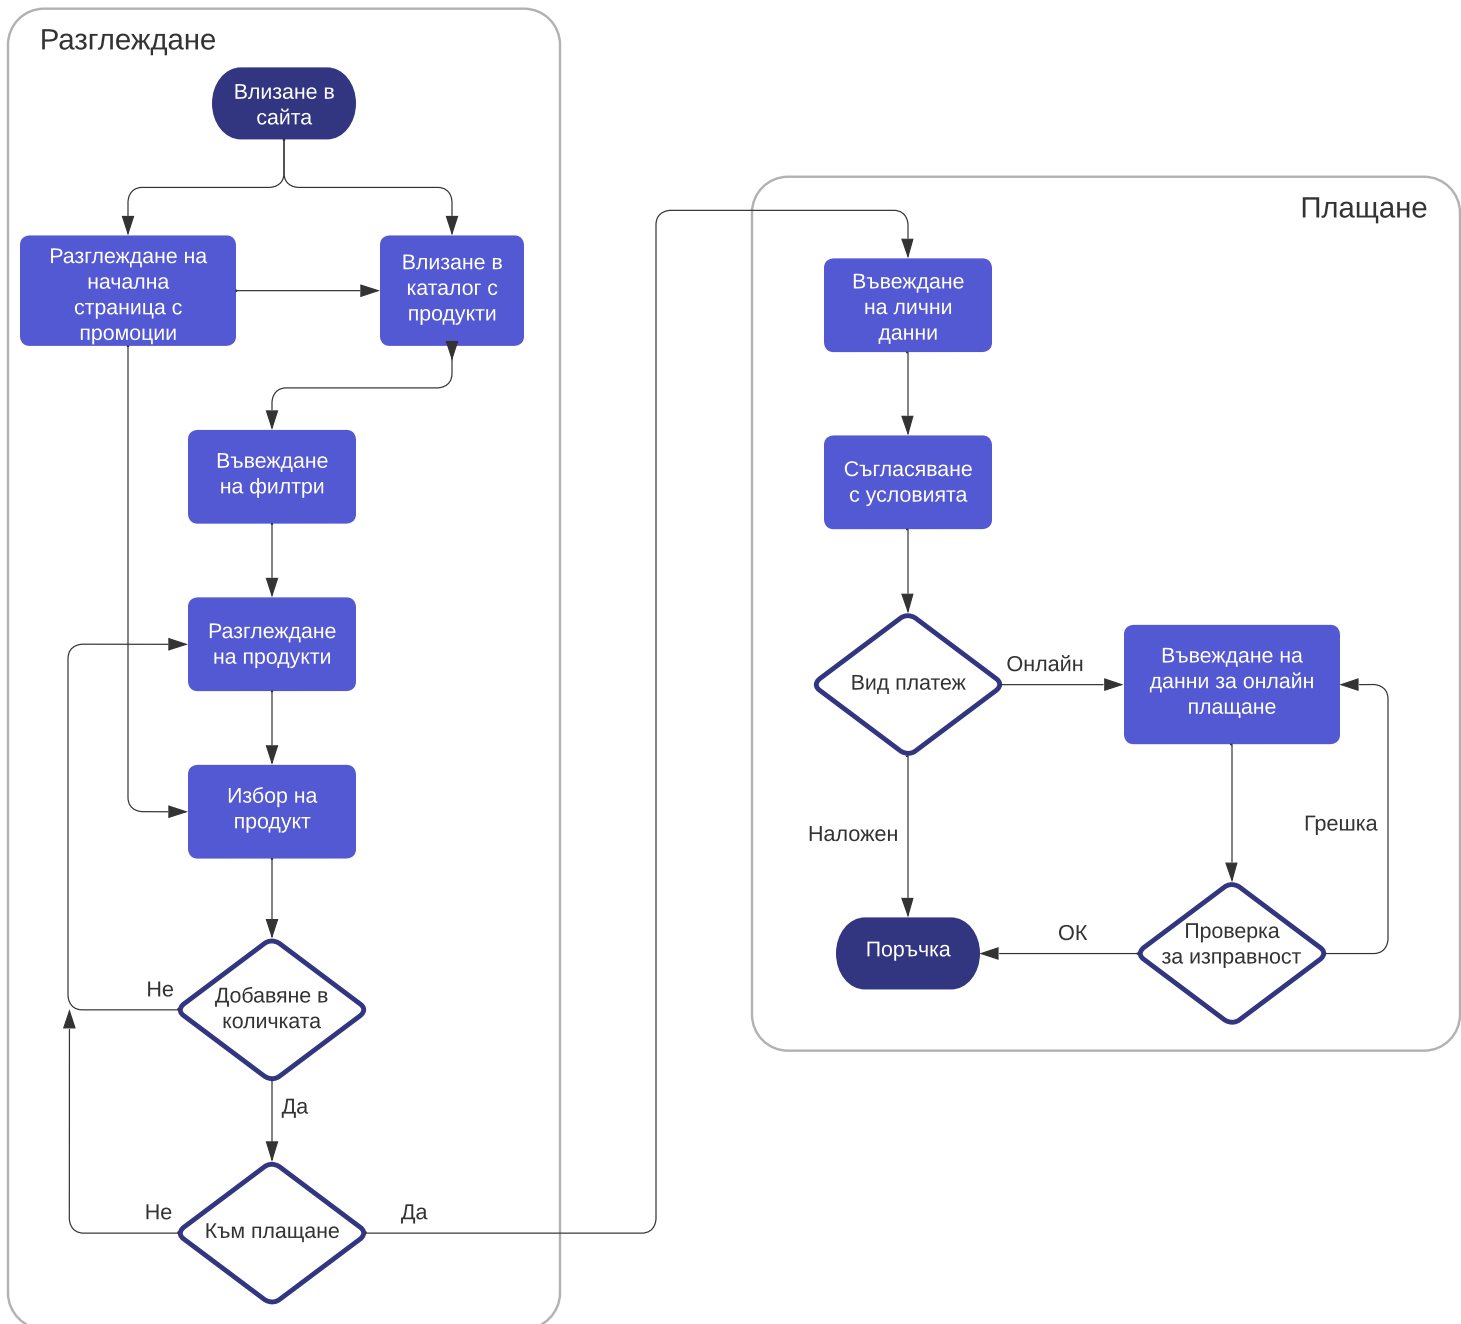 Разглеждане
Влизане в
сайта
Разглеждане на
начална
страница с
промоции
Влизане в
каталог с
продукти
Въвеждане
на филтри
Разглеждане
на продукти
Избор на
продукт
Не
Добавяне в
количката
Да
Не
Към плащане
Да
Плащане
Въвеждане
на лични
данни
Съгласяване
с условията
Вид платеж
Онлайн
Въвеждане на
данни за онлайн
плащане
Наложен
Грешка
Поръчка
ОК
Проверка
за изправност